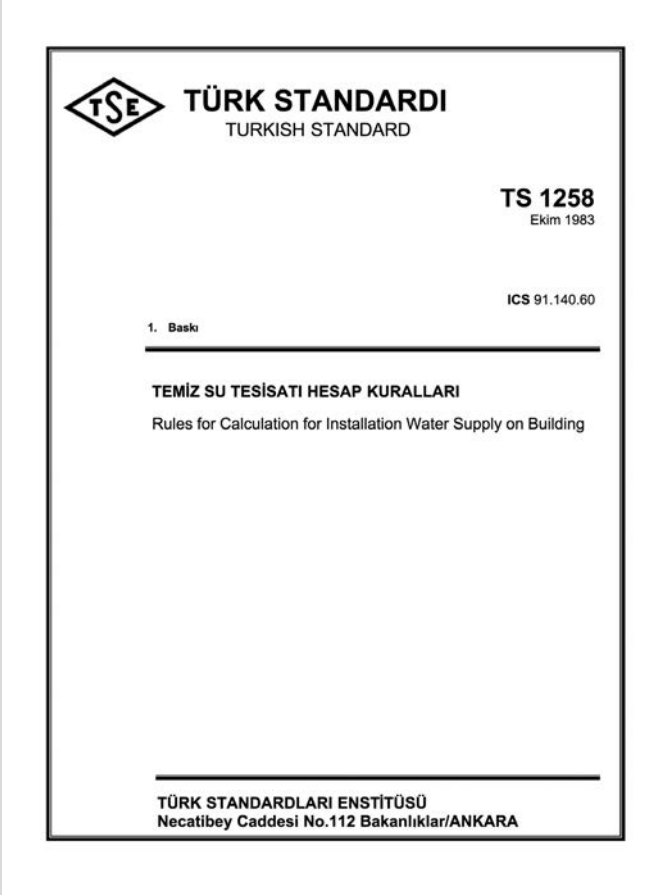 TSE
TÜRK STANDARDI
TURKISH STANDARD
TS 1258
Ekim 1983
ICS 91.140.60
1. Baskı
TEMİZ SU TESİSATI HESAP KURALLARI
Rules for Calculation for Installation Water Supply on Building
TÜRK STANDARDLARI ENSTİTÜSÜ
Necatibey Caddesi No.112 Bakanlıklar/ANKARA